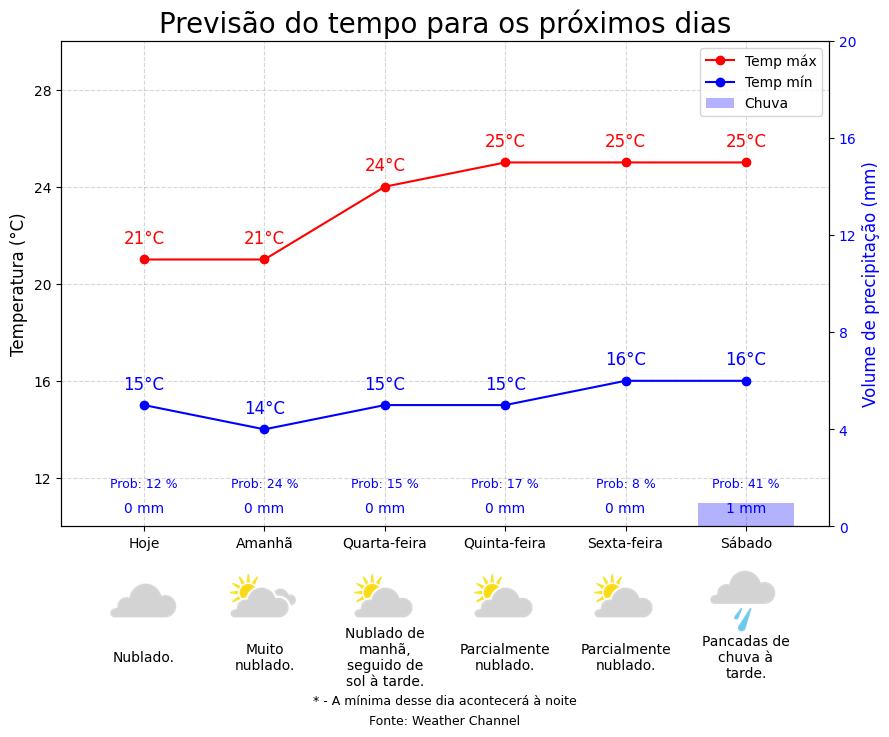 Previsão do tempo para os próximos dias
Temp máx
Temp mín
Chuva
Temperatura (°C)
28
24
20
16
12
Volume de precipitação (mm)
20
16
12
8
4
0
21°C
21°C
24°C
25°C
25°C
25°C
15°C
14°C
15°C
15°C
16°C
16°C
Prob: 12 %
Prob: 24 %
Prob: 15 %
Prob: 17 %
Prob: 8 %
Prob: 41 %
0 mm
0 mm
0 mm
0 mm
0 mm
1 mm
Hoje
Amanhã
Quarta-feira
Quinta-feira
Sexta-feira
Sábado
Nublado.
Muito
nublado.
Nublado de
manhã,
seguido de
sol à tarde.
Parcialmente
nublado.
Parcialmente
nublado.
Pancadas de
chuva à
tarde.
* - A mínima desse dia acontecerá à noite
Fonte: Weather Channel